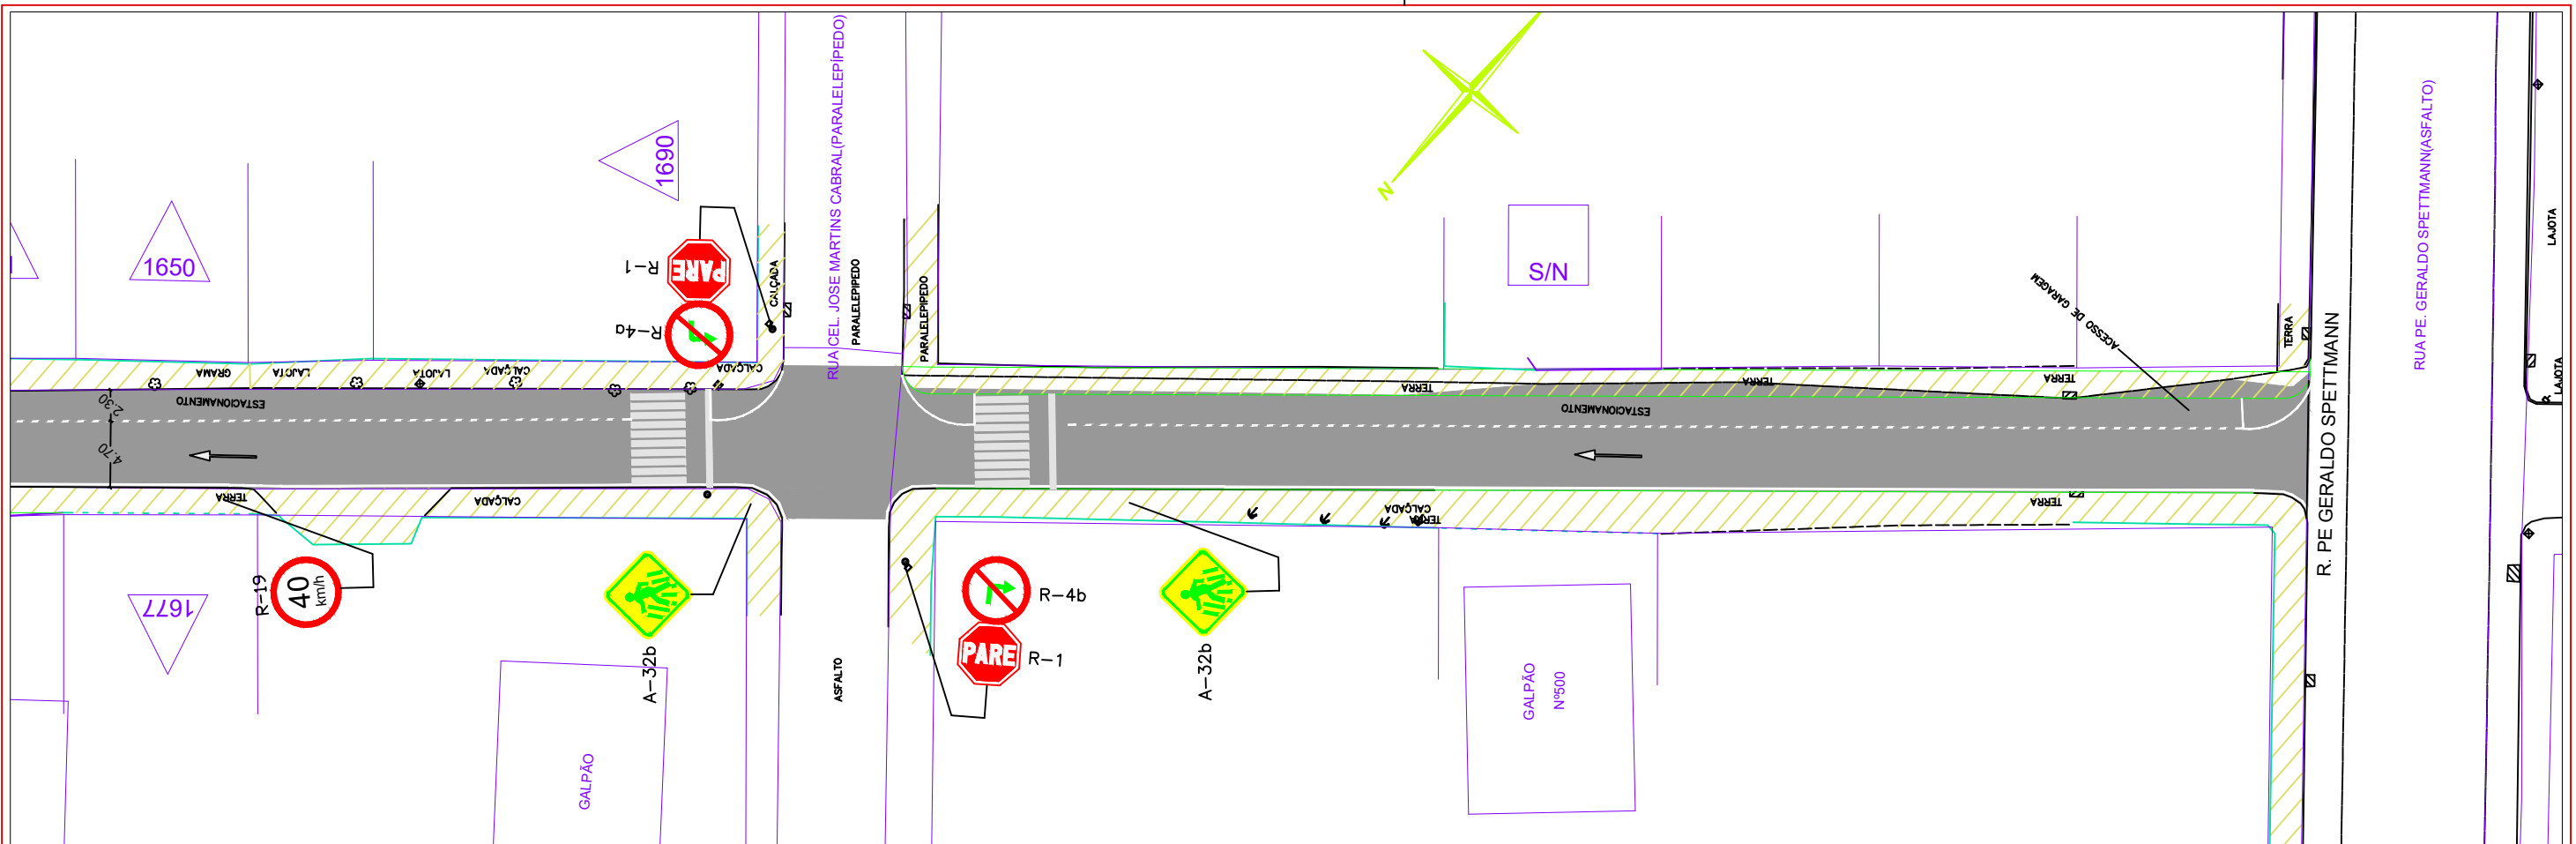 RUA CEL. JOSE MARTINS CABRAL(PARALELEPÍPEDO)
1690
1650
N
S/N
RUA PE. GERALDO SPETTMANN(ASFALTO)
LAJOTA
LAJOTA
R-1
PARE
R-4a
CALÇADA
PARALELEPIPEDO
PARALELEPIPEDO
ACESSO DE GARAGEM
TERRA
R. PE GERALDO SPETTMANN
GRAMA
LAJOTA
LAJOTA
CALÇADA
CALÇADA
TERRA
TERRA
TERRA
2.30
ESTACIONAMENTO
ESTACIONAMENTO
4.70
TERRA
CALÇADA
CALÇADA
TERRA
TERRA
R-19
40
km/h
1677
A-32b
R-4b
PARE
R-1
A-32b
ASFALTO
GALPÃO
GALPÃO
Nº500